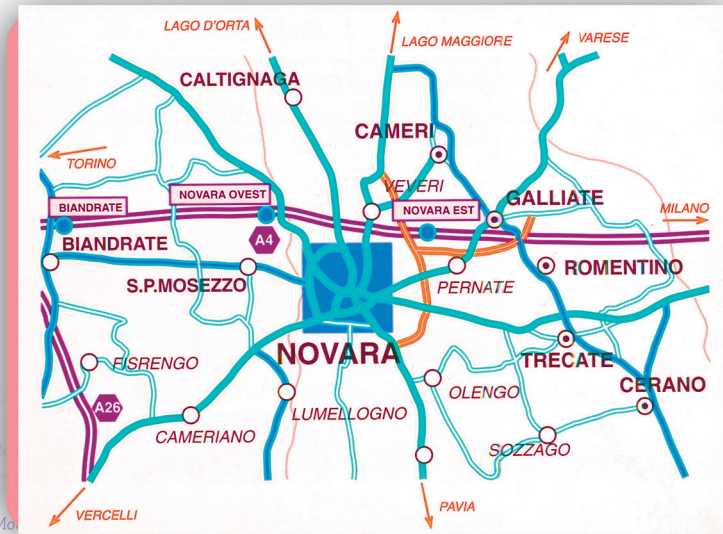 LAGO D'ORTA
LAGO MAGGIORE
VARESE
CALTIGNAGA
CAMERI
TORINO
VEVERI
BIANDRATE
NOVARA OVEST
NOVARA EST
GALLIATE
MILANO
A4
BIANDRATE
S.P.MOSEZZO
PERNATE
ROMENTINO
NOVARA
TRECATE
FISRENGO
OLENGO
CERANO
A26
LUMELLOGNO
CAMERIANO
SOZZAGO
VERCELLI
PAVIA